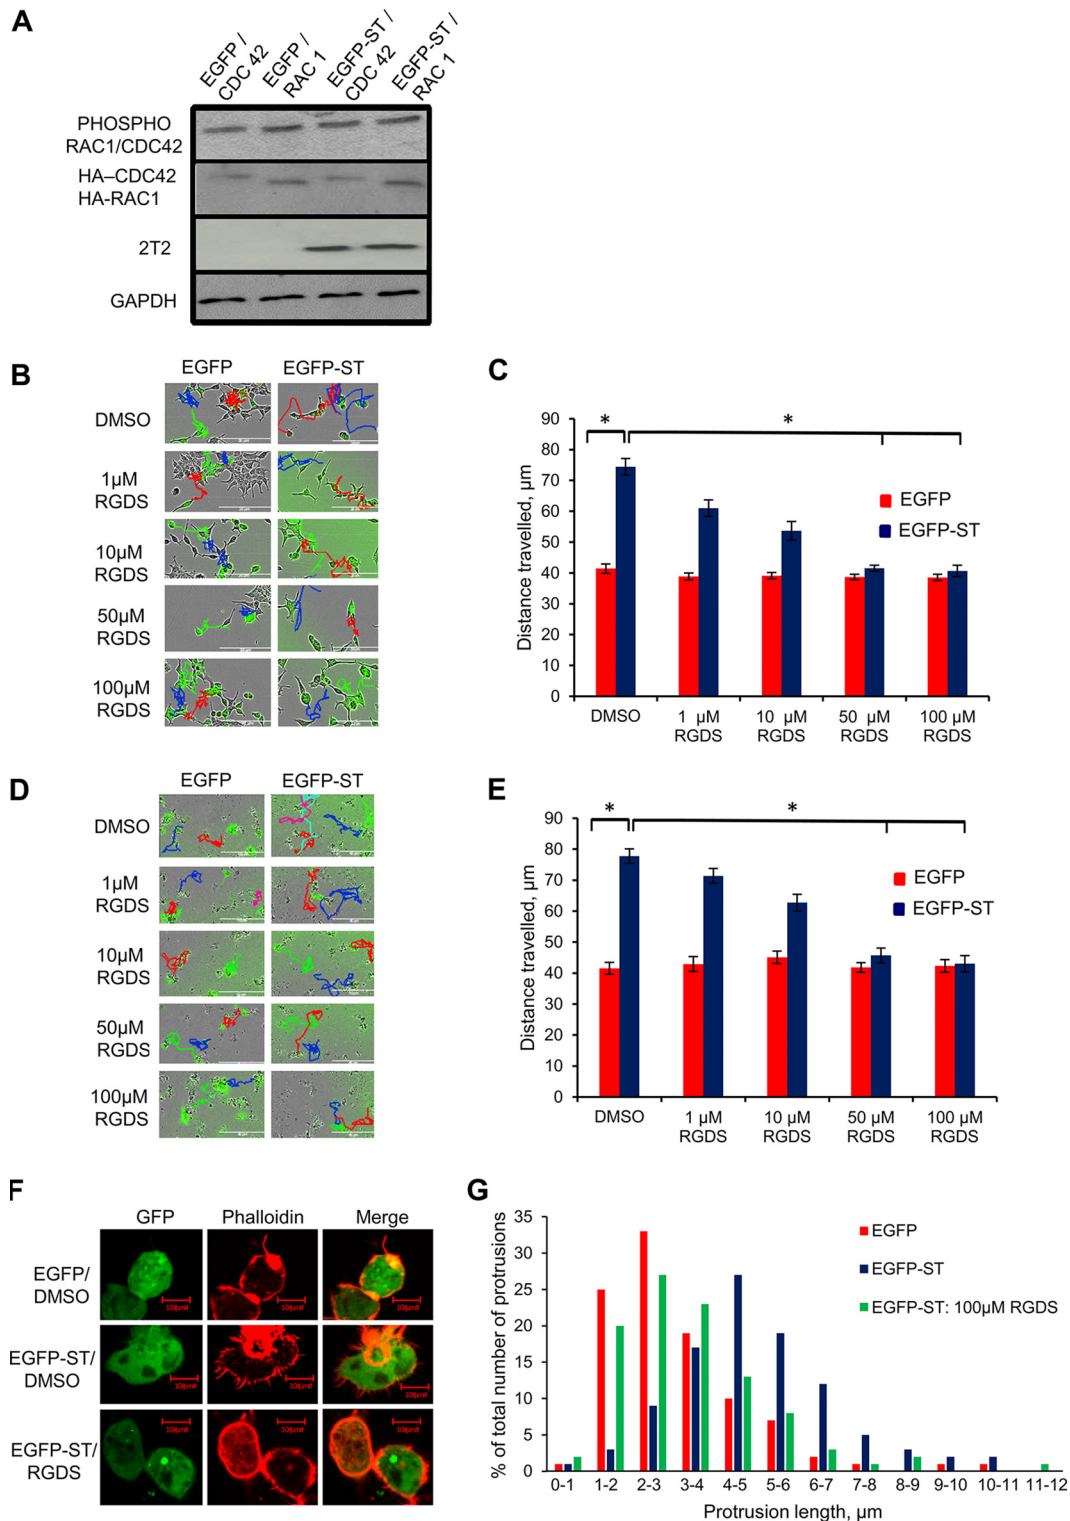 A
EGFP /
CDC 42
EGFP /
RAC 1
EGFP-ST /
CDC 42
EGFP-ST /
RAC 1
PHOSPHO
RAC1/CDC42
HA–CDC42
HA-RAC1
2T2
GAPDH
B
EGFP
EGFP-ST
DMSO
1µM
RGDS
10µM
RGDS
50µM
RGDS
100µM
RGDS
C
Distance travelled, µm
90
80
70
60
50
40
30
20
10
0
*
*
EGFP
EGFP-ST
DMSO
1 µM
RGDS
10 µM
RGDS
50 µM
RGDS
100 µM
RGDS
D
EGFP
EGFP-ST
DMSO
1µM
RGDS
10µM
RGDS
50µM
RGDS
100µM
RGDS
E
Distance travelled, µm
90
80
70
60
50
40
30
20
10
0
*
*
EGFP
EGFP-ST
DMSO
1 µM
RGDS
10 µM
RGDS
50 µM
RGDS
100 µM
RGDS
F
GFP
Phalloidin
Merge
EGFP/
DMSO
EGFP-ST/
DMSO
EGFP-ST/
RGDS
G
% of total number of protrusions
35
30
25
20
15
10
5
0
EGFP
EGFP-ST
EGFP-ST: 100µM RGDS
0-1
1-2
2-3
3-4
4-5
5-6
6-7
7-8
8-9
9-10
10-11
11-12
Protrusion length, µm